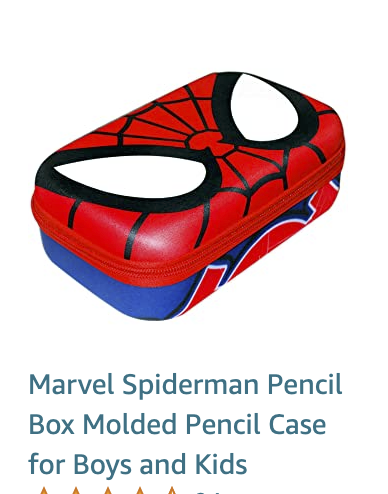 Marvel Spiderman Pencil
Box Molded Pencil Case
for Boys and Kids